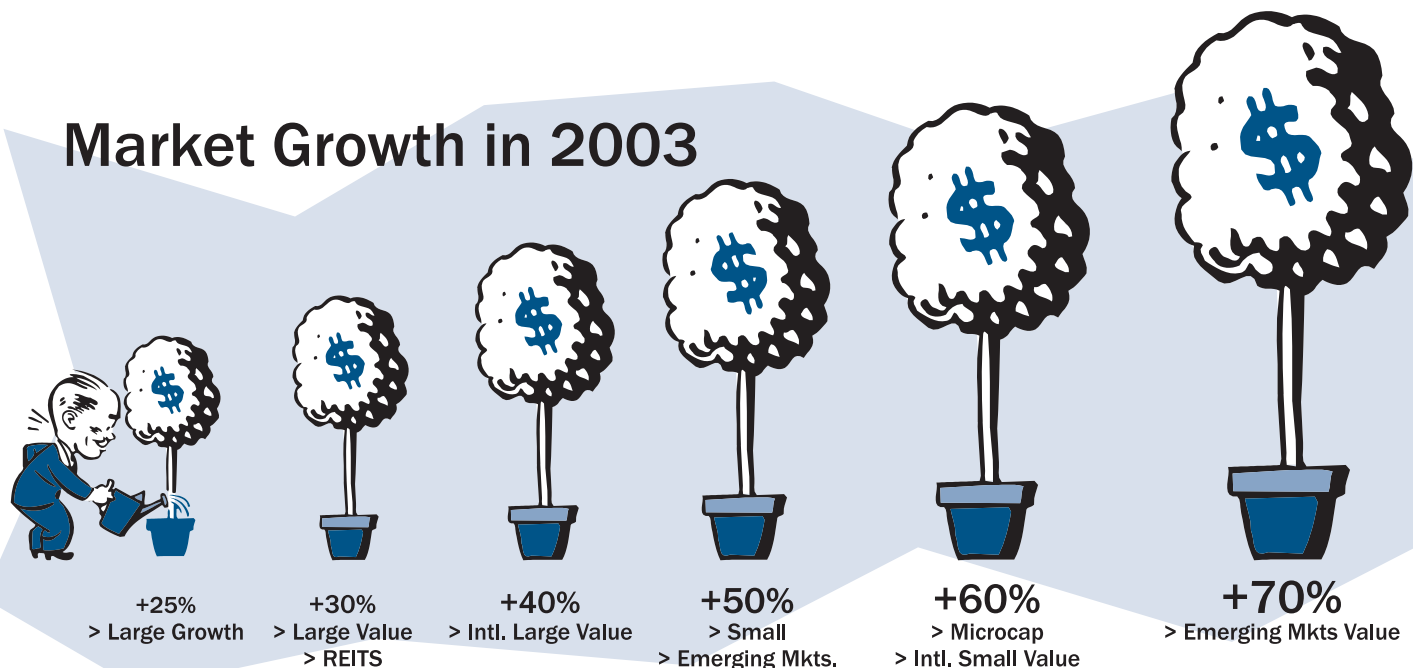 Market Growth in 2003
$
$
$
$
$
$
+25%
> Large Growth
+30%
> Large Value
> REITS
+40%
> Intl. Large Value
+50%
> Small
> Emerging Mkts.
+60%
> Microcap
> Intl. Small Value
+70%
> Emerging Mkts Value